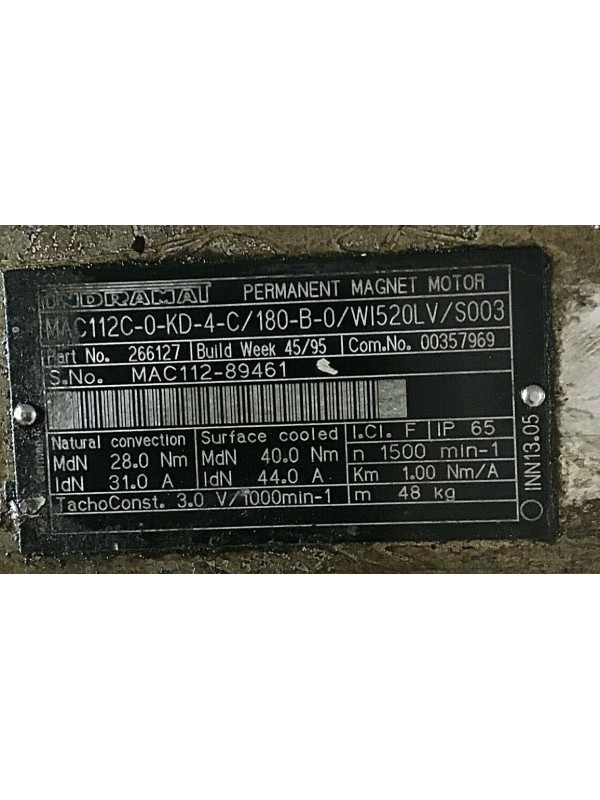 INDRAMAT PERMANENT MAGNET MOTOR
MAC112C-0-KD-4-C/180-B-0/WI520LV/S003
Part No. 266127 Build Week 45/95 Com.No. 00357969
S.No. MAC112-89461
Natural convection Surface cooled I.Cl. F IP 65
MdN 28.0 Nm MdN 40.0 Nm n 1500 min-1
IdN 31.0 A IdN 44.0 A Km 1.00 Nm/A
TachoConst. 3.0 V/1000min-1 m 48 kg
INN13.05